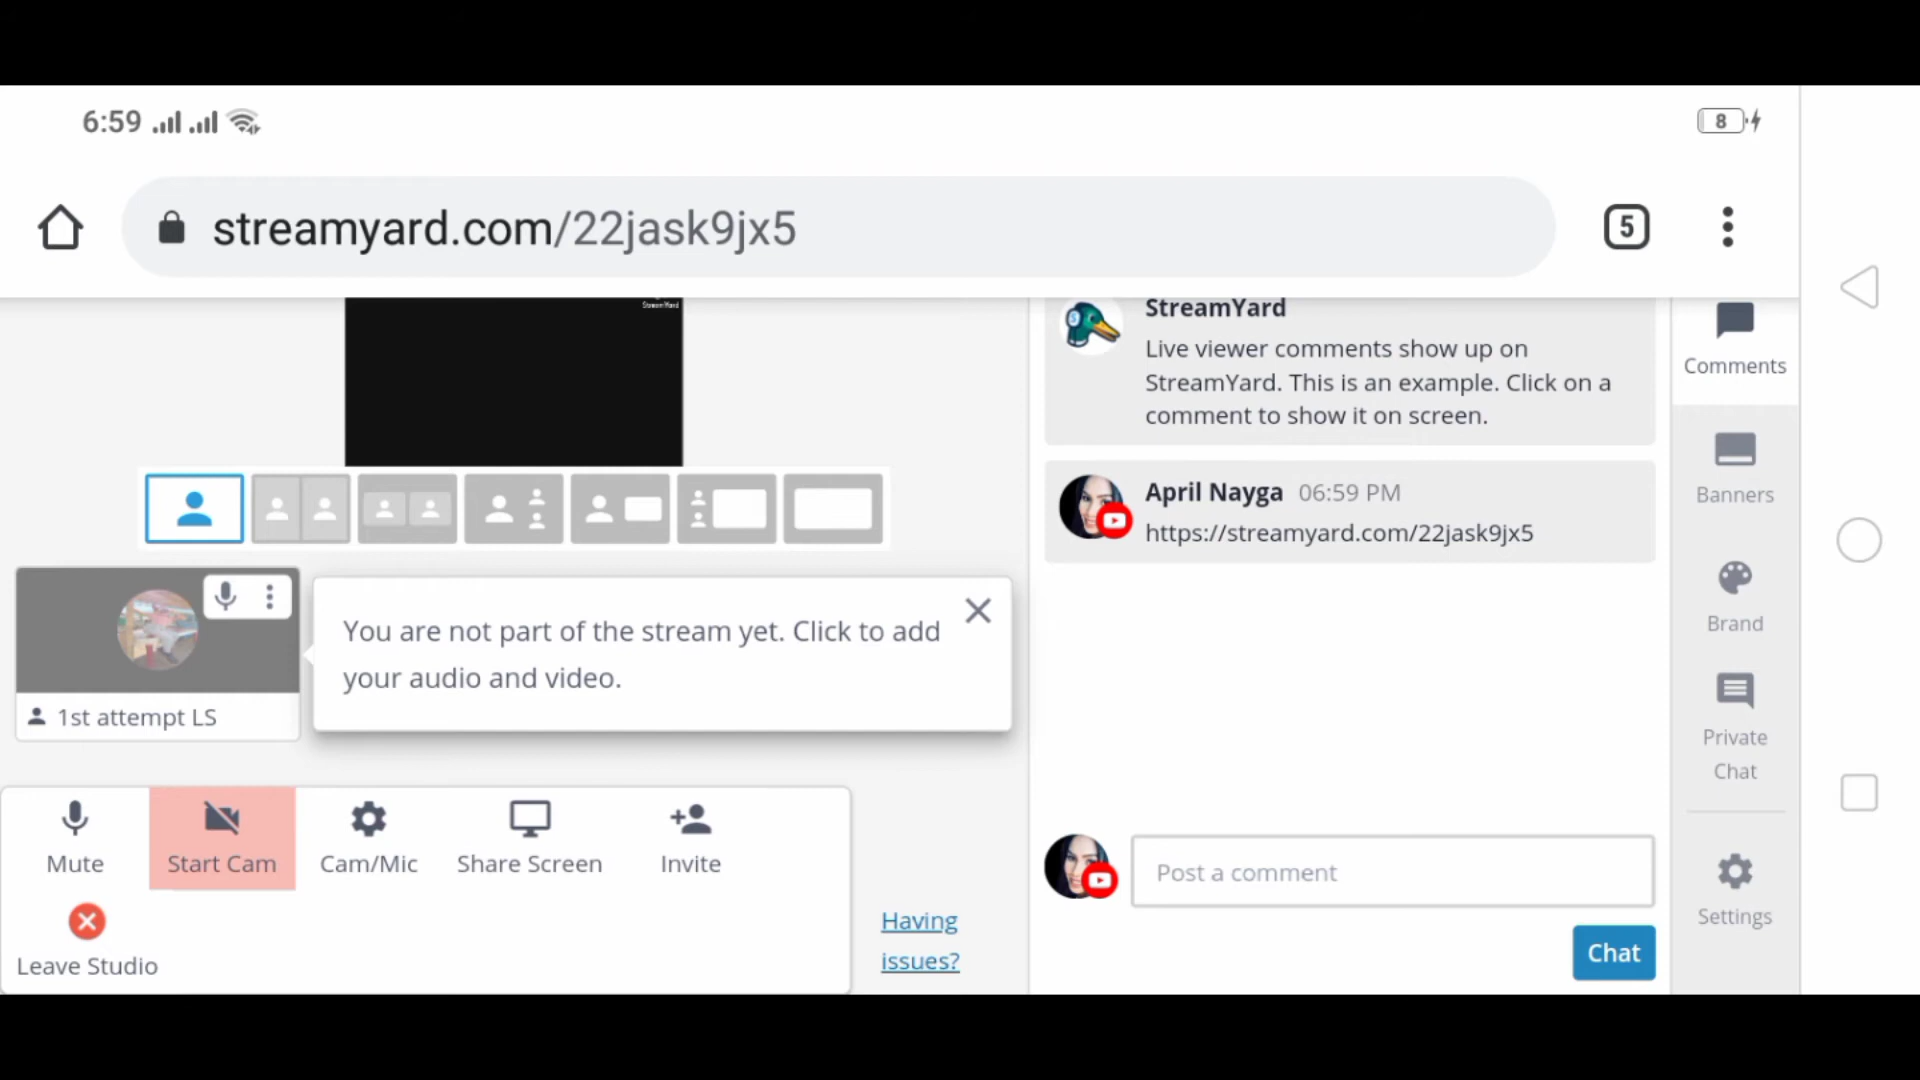 6:59
8
streamyard.com/22jask9jx5
5
StreamYard
StreamYard
Live viewer comments show up on
StreamYard. This is an example. Click on a
comment to show it on screen.
April Nayga 06:59 PM
https://streamyard.com/22jask9jx5
You are not part of the stream yet. Click to add
your audio and video.
1st attempt LS
Mute
Start Cam
Cam/Mic
Share Screen
Invite
Leave Studio
Having
issues?
Post a comment
Chat
Comments
Banners
Brand
Private
Chat
Settings